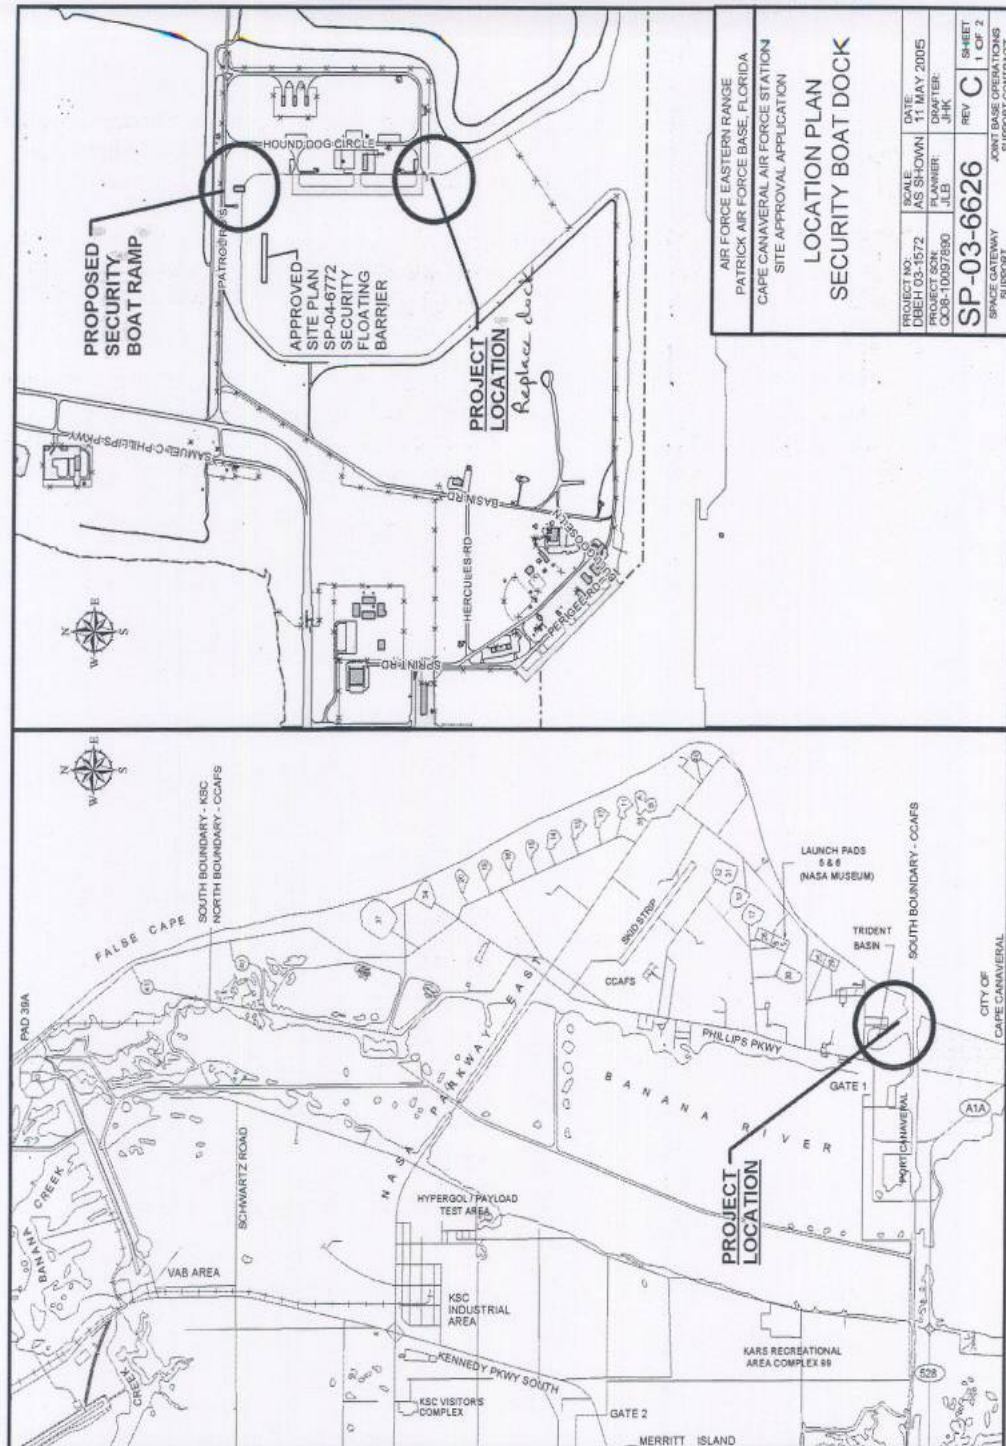 PROPOSED
SECURITY
BOAT RAMP
PATROL RD
HOUND DOG CIRCLE
APPROVED
SITE PLAN
SP-04-6772
SECURITY
FLOATING
BARRIER
PROJECT
LOCATION
Replace dock
SAMUEL C PHILLIPS PKWY
BASIN RD
HERCULES RD
PERIGEE RD
SPRINT RD
N
E
S
W
AIR FORCE EASTERN RANGE
PATRICK AIR FORCE BASE, FLORIDA
CAPE CANAVERAL AIR FORCE STATION
SITE APPROVAL APPLICATION
LOCATION PLAN
SECURITY BOAT DOCK
PROJECT NO:
DBEH 03-1572
SCALE:
AS SHOWN
DATE:
11 MAY 2005
PROJECT SCN:
QOB-10097890
PLANNER:
JLB
DRAFTER:
JHK
SP-03-6626
REV C
SHEET
1 OF 2
SPACE GATEWAY
SUPPORT
JOINT BASE OPERATIONS
SUPPORT CONTRACT
N
E
S
W
PAD 39A
FALSE CAPE
SOUTH BOUNDARY - KSC
NORTH BOUNDARY - CCAFS
BANANA CREEK
CREEK
VAB AREA
SCHWARTZ ROAD
NASA PARKWAY EAST
SKID STRIP
CCAFS
LAUNCH PADS
5 & 6
(NASA MUSEUM)
TRIDENT
BASIN
SOUTH BOUNDARY - CCAFS
CITY OF
CAPE CANAVERAL
PHILLIPS PKWY
BANANA RIVER
GATE 1
A1A
PORT CANAVERAL
PROJECT
LOCATION
HYPERGOL / PAYLOAD
TEST AREA
KSC
INDUSTRIAL
AREA
KENNEDY PKWY SOUTH
KSC VISITOR'S
COMPLEX
KARS RECREATIONAL
AREA COMPLEX 99
528
GATE 2
MERRITT ISLAND